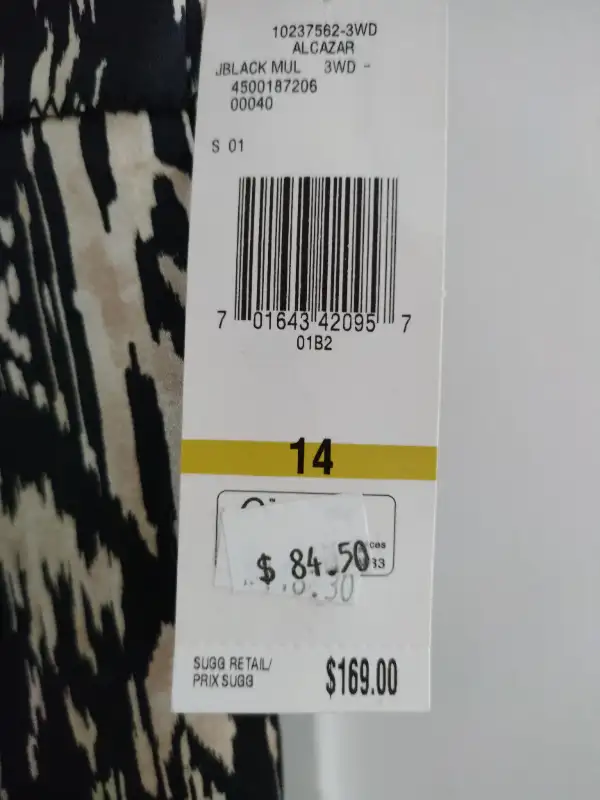 10237562-3WD
ALCAZAR
JBLACK MUL 3WD -
4500187206
00040
S 01
7 01643 42095 7
01B2
14
$ 84.50
SUGG RETAIL/
PRIX SUGG
$169.00